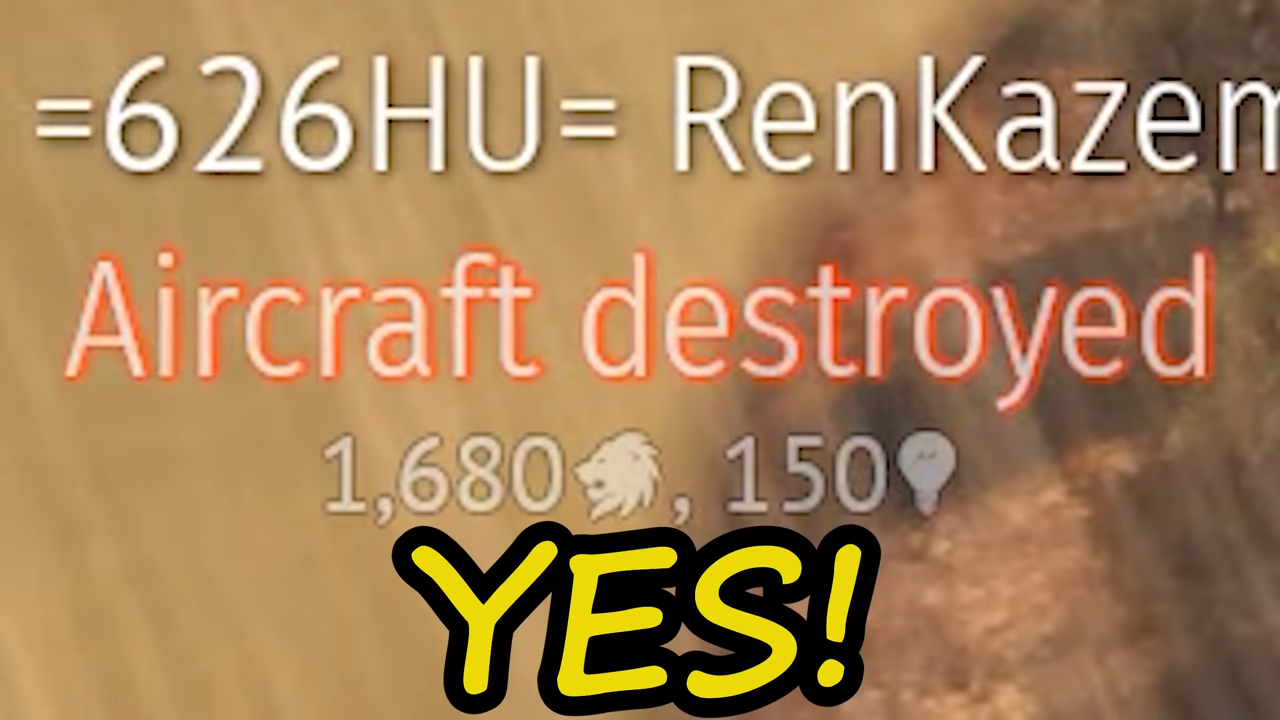 =626HU= RenKazem
Aircraft destroyed
1,680, 150
YES!